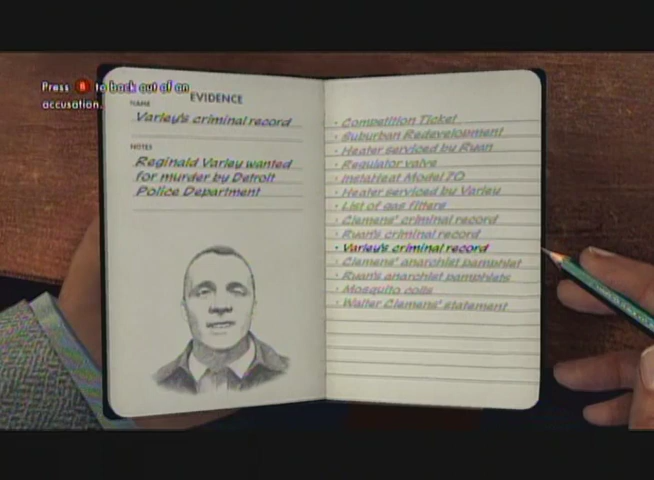 Press B to back out of an
accusation.
EVIDENCE
NAME
Varley's criminal record
NOTES
Reginald Varley wanted
for murder by Detroit
Police Department
· Competition Ticket
· Suburban Redevelopment
· Heater serviced by Ryan
· Regulator valve
· InstaHeat Model 70
· Heater serviced by Varley
· List of gas fitters
· Clemens' criminal record
· Ryan's criminal record
· Varley's criminal record
· Clemens' anarchist pamphlet
· Ryan's anarchist pamphlets
· Mosquito coils
· Walter Clemens' statement